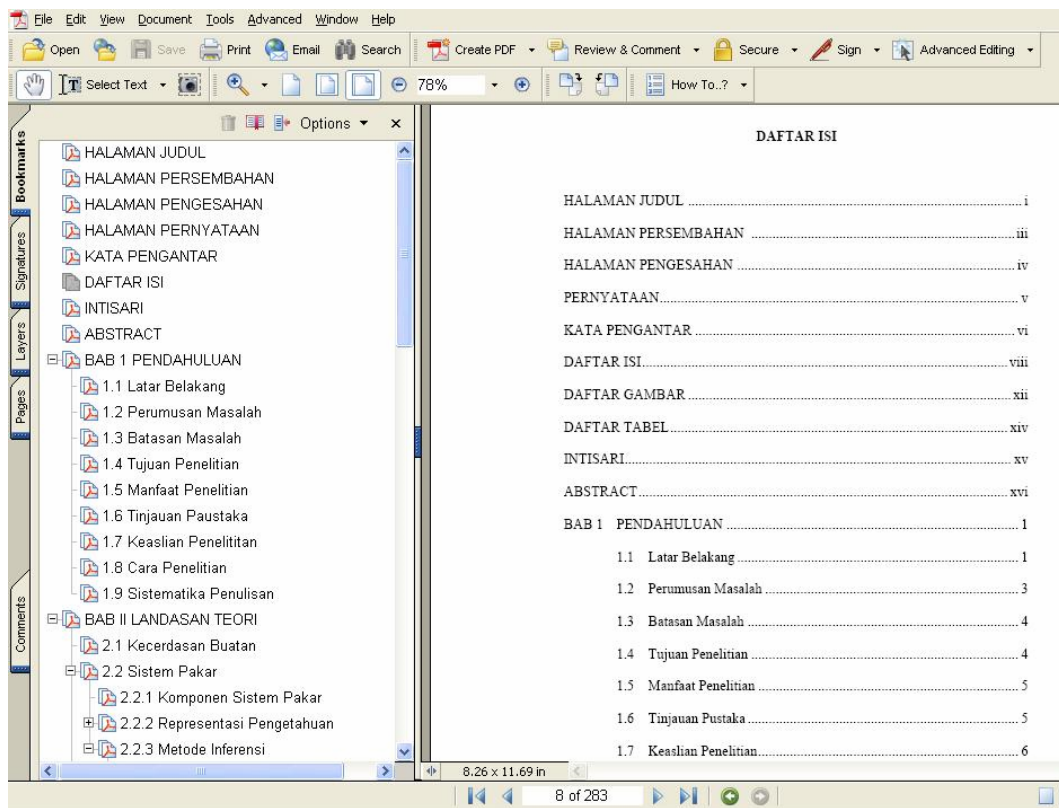 File Edit View Document Tools Advanced Window Help
Open Save Print Email Search Create PDF Review & Comment Secure Sign Advanced Editing
Select Text 78% How To..?
Options
Bookmarks
Signatures
Layers
Pages
Comments
HALAMAN JUDUL
HALAMAN PERSEMBAHAN
HALAMAN PENGESAHAN
HALAMAN PERNYATAAN
KATA PENGANTAR
DAFTAR ISI
INTISARI
ABSTRACT
BAB 1 PENDAHULUAN
1.1 Latar Belakang
1.2 Perumusan Masalah
1.3 Batasan Masalah
1.4 Tujuan Penelitian
1.5 Manfaat Penelitian
1.6 Tinjauan Paustaka
1.7 Keaslian Penelititan
1.8 Cara Penelitian
1.9 Sistematika Penulisan
BAB II LANDASAN TEORI
2.1 Kecerdasan Buatan
2.2 Sistem Pakar
2.2.1 Komponen Sistem Pakar
2.2.2 Representasi Pengetahuan
2.2.3 Metode Inferensi
DAFTAR ISI
HALAMAN JUDUL ........ i
HALAMAN PERSEMBAHAN ........ iii
HALAMAN PENGESAHAN ........ iv
PERNYATAAN ........ v
KATA PENGANTAR ........ vi
DAFTAR ISI ........ viii
DAFTAR GAMBAR ........ xii
DAFTAR TABEL ........ xiv
INTISARI ........ xv
ABSTRACT ........ xvi
BAB 1 PENDAHULUAN ........ 1
1.1 Latar Belakang ........ 1
1.2 Perumusan Masalah ........ 3
1.3 Batasan Masalah ........ 4
1.4 Tujuan Penelitian ........ 4
1.5 Manfaat Penelitian ........ 5
1.6 Tinjauan Pustaka ........ 5
1.7 Keaslian Penelitian ........ 6
8.26 x 11.69 in
8 of 283